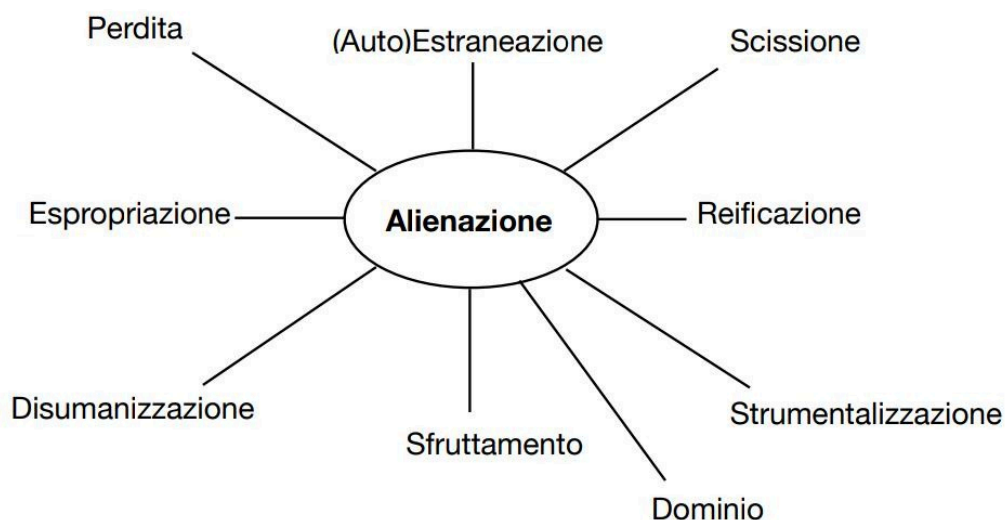 Perdita
(Auto)Estraneazione
Scissione
Espropriazione
Alienazione
Reificazione
Disumanizzazione
Sfruttamento
Strumentalizzazione
Dominio